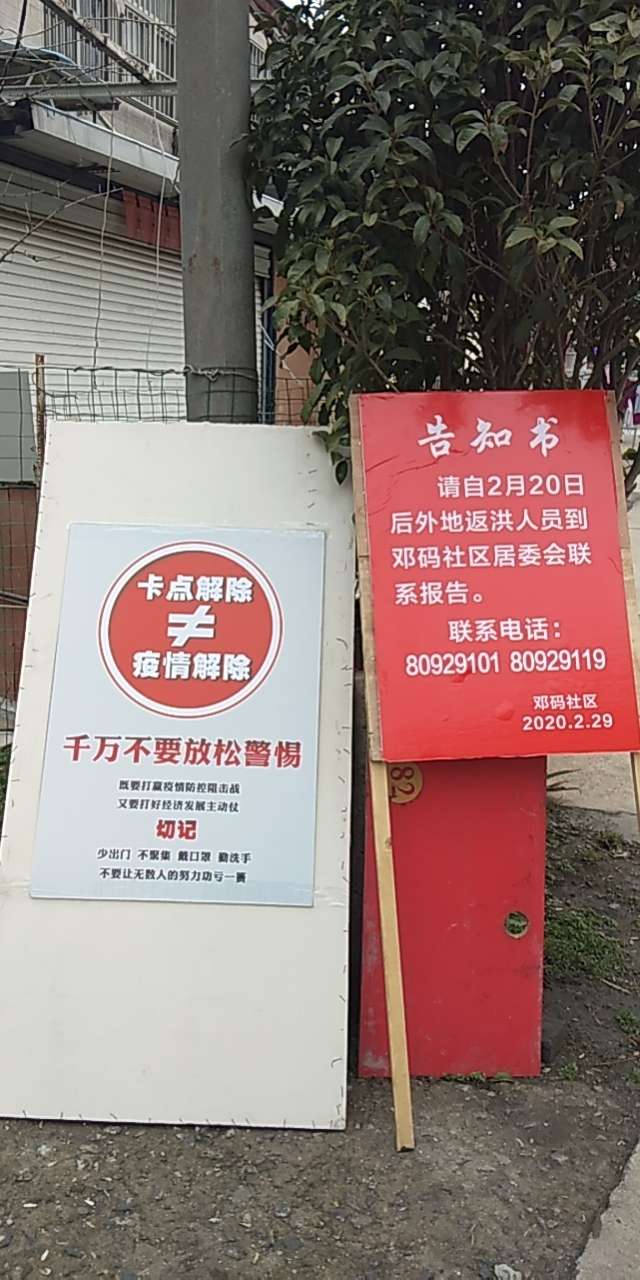 卡点解除
≠
疫情解除
千万不要放松警惕
既要打赢疫情防控阻击战
又要打好经济发展主动仗
切记
少出门 不聚集 戴口罩 勤洗手
不要让无数人的努力功亏一篑
告知书
请自2月20日
后外地返洪人员到
邓码社区居委会联
系报告。
联系电话：
80929101 80929119
邓码社区
2020.2.29
82